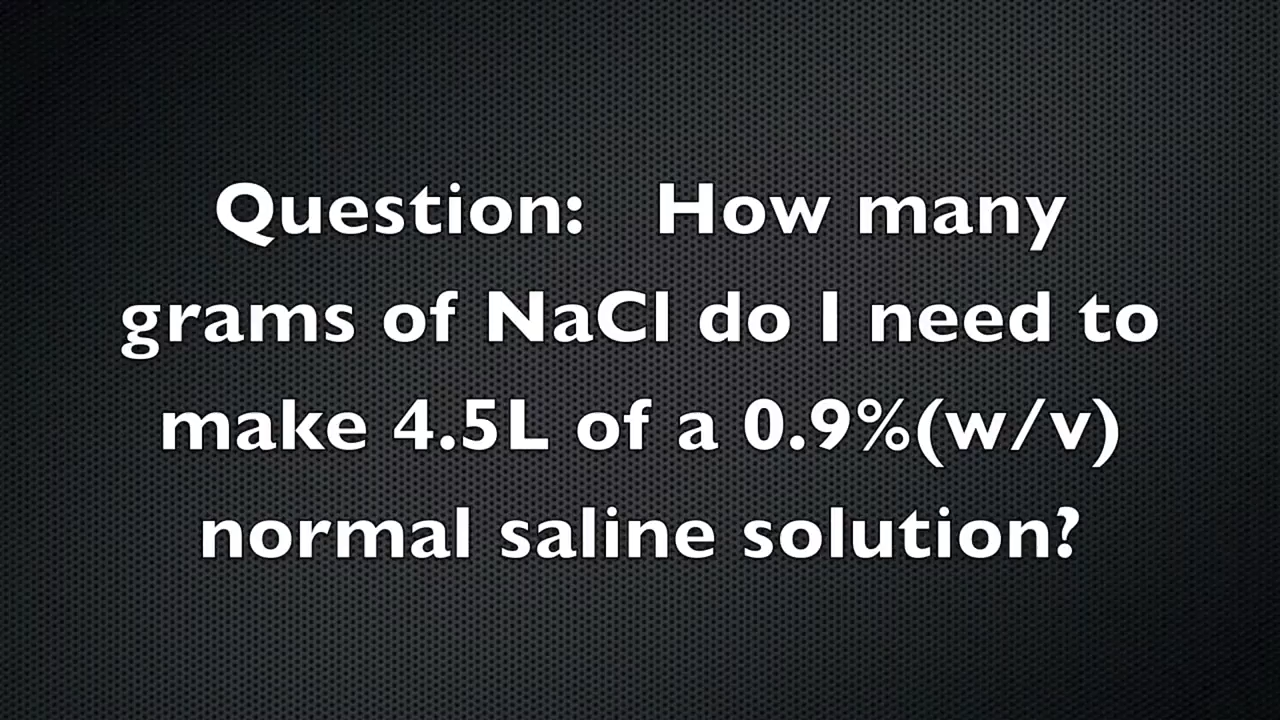 Question: How many
grams of NaCl do I need to
make 4.5L of a 0.9%(w/v)
normal saline solution?